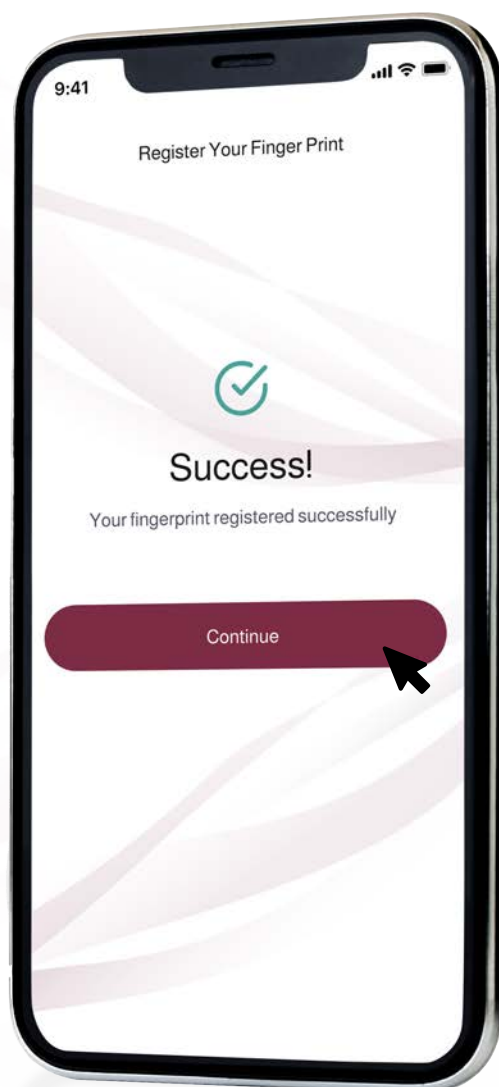 9:41
Register Your Finger Print
Success!
Your fingerprint registered successfully
Continue